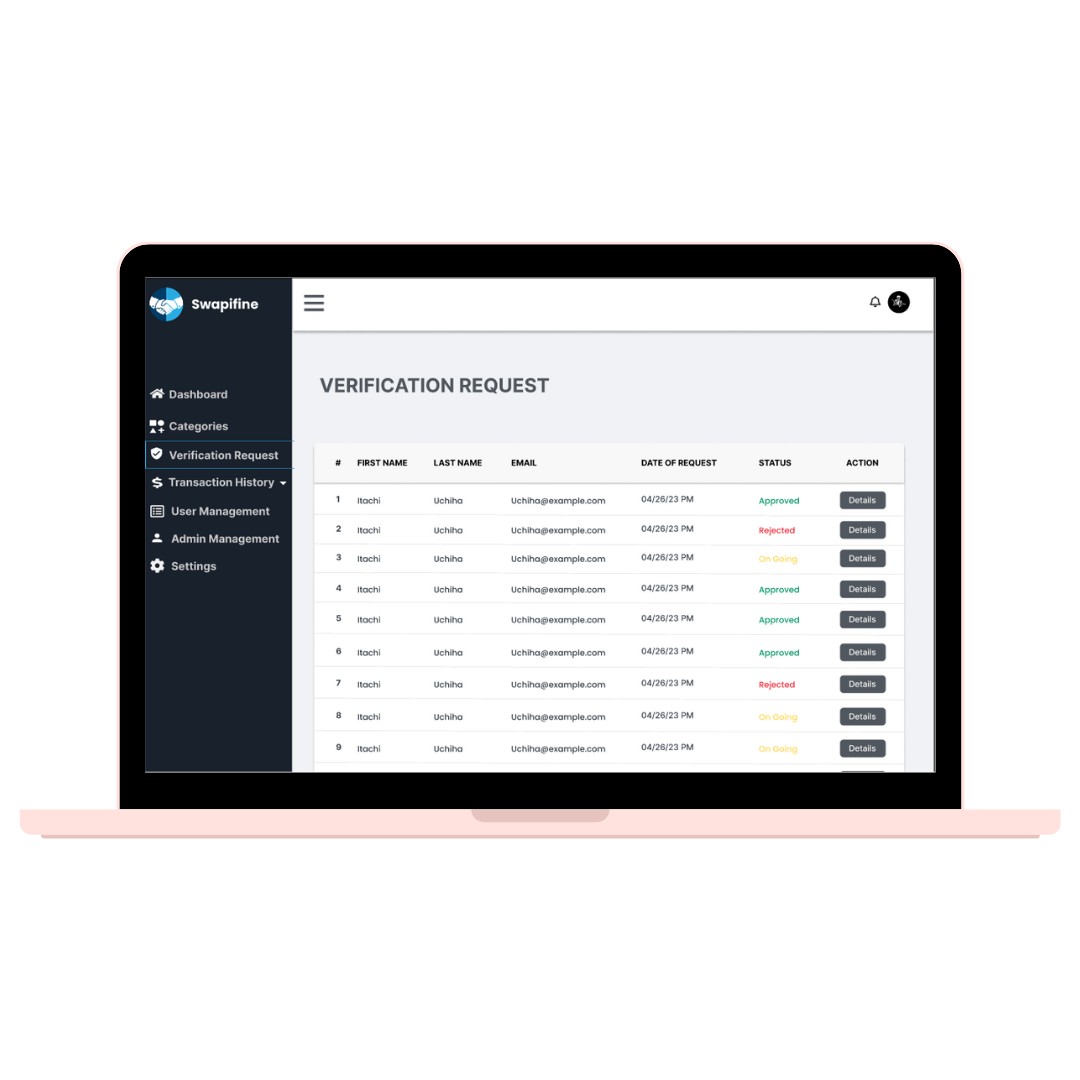 Swapifine
Dashboard
Categories
Verification Request
Transaction History
User Management
Admin Management
Settings
VERIFICATION REQUEST
# FIRST NAME LAST NAME EMAIL DATE OF REQUEST STATUS ACTION
1 Itachi Uchiha Uchiha@example.com 04/26/23 PM Approved Details
2 Itachi Uchiha Uchiha@example.com 04/26/23 PM Rejected Details
3 Itachi Uchiha Uchiha@example.com 04/26/23 PM On Going Details
4 Itachi Uchiha Uchiha@example.com 04/26/23 PM Approved Details
5 Itachi Uchiha Uchiha@example.com 04/26/23 PM Approved Details
6 Itachi Uchiha Uchiha@example.com 04/26/23 PM Approved Details
7 Itachi Uchiha Uchiha@example.com 04/26/23 PM Rejected Details
8 Itachi Uchiha Uchiha@example.com 04/26/23 PM On Going Details
9 Itachi Uchiha Uchiha@example.com 04/26/23 PM On Going Details